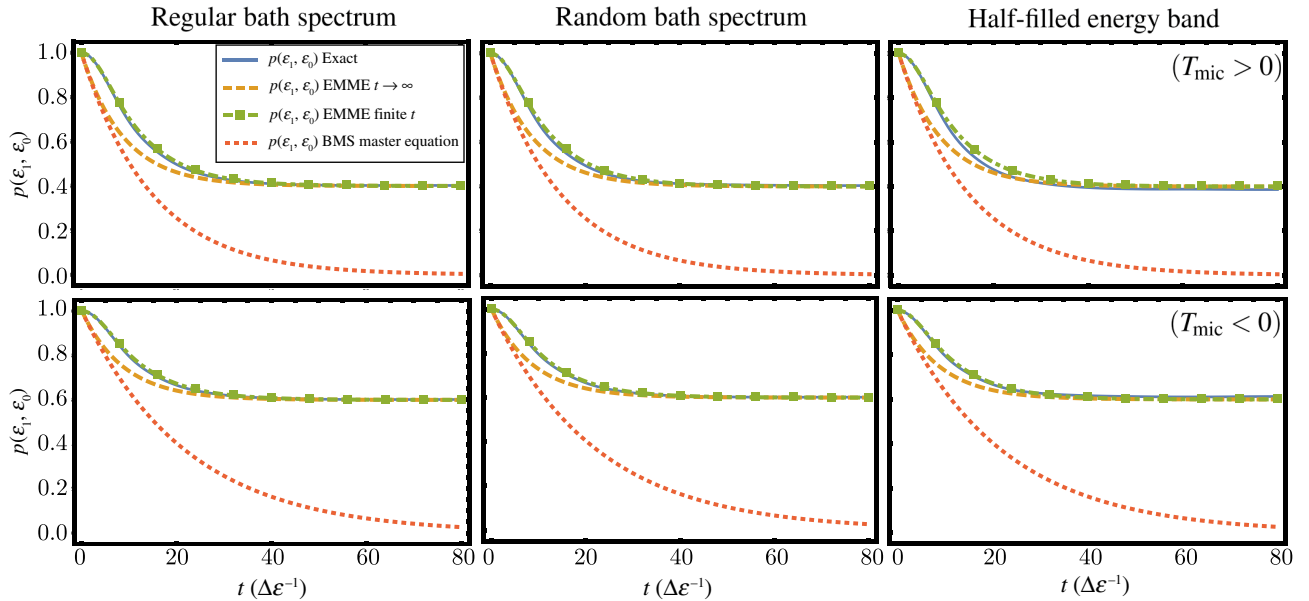 Regular bath spectrum
Random bath spectrum
Half-filled energy band
p(ε₁, ε₀)
1.0
0.8
0.6
0.4
0.2
0.0
p(ε₁, ε₀) Exact
p(ε₁, ε₀) EMME t → ∞
p(ε₁, ε₀) EMME finite t
p(ε₁, ε₀) BMS master equation
(T_mic > 0)
p(ε₁, ε₀)
1.0
0.8
0.6
0.4
0.2
0.0
(T_mic < 0)
0 20 40 60 80
0 20 40 60 80
0 20 40 60 80
t (Δε⁻¹)
t (Δε⁻¹)
t (Δε⁻¹)